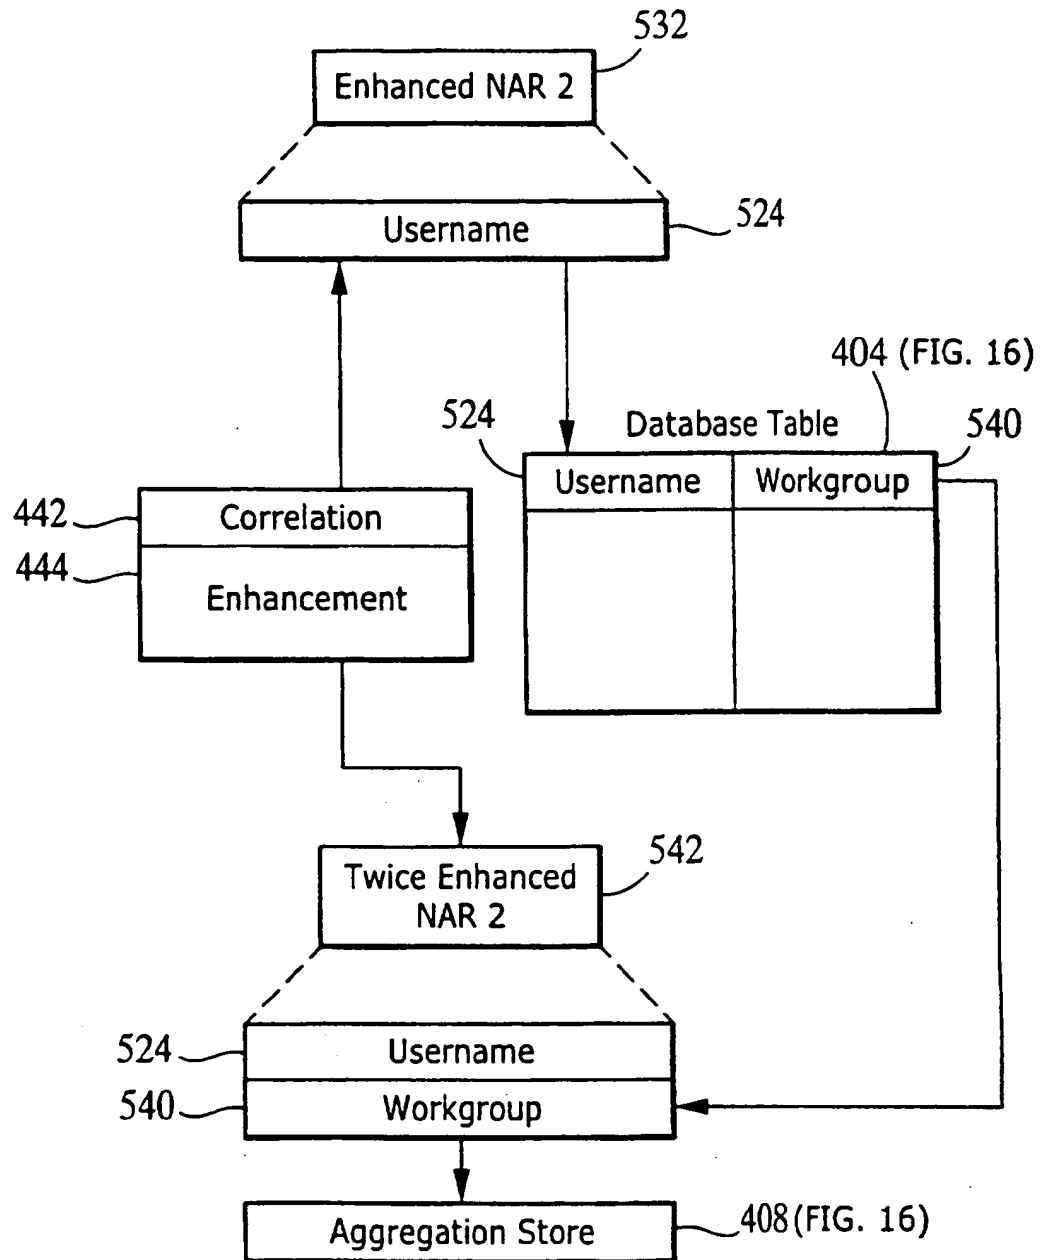 532
Enhanced NAR 2
Username
524
404 (FIG. 16)
524
Database Table
540
Username
Workgroup
442
Correlation
444
Enhancement
542
Twice Enhanced
NAR 2
524
Username
540
Workgroup
Aggregation Store
408 (FIG. 16)